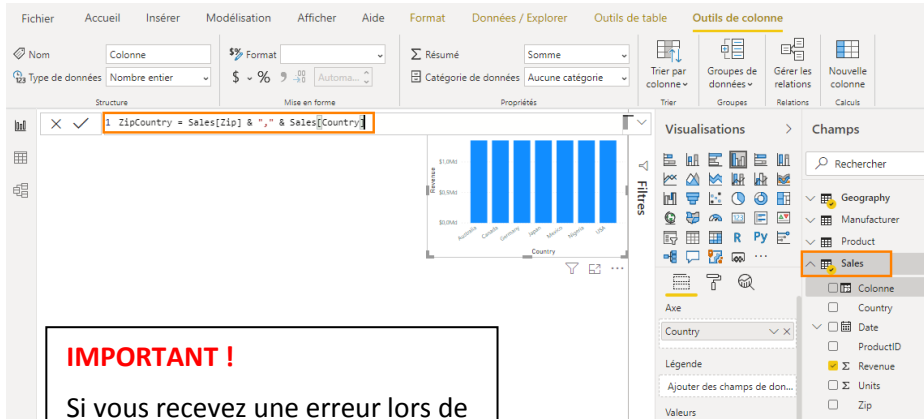 Fichier Accueil Insérer Modélisation Afficher Aide Format Données / Explorer Outils de table Outils de colonne
Nom Colonne
Type de données Nombre entier
Structure
$% Format
$ % 9 Automa...
Mise en forme
Σ Résumé Somme
Catégorie de données Aucune catégorie
Propriétés
Trier par colonne
Trier
Groupes de données
Groupes
Gérer les relations
Relations
Nouvelle colonne
Calculs
1 ZipCountry = Sales[Zip] & "," & Sales[Country]
$1,0Md
$0,5Md
$0,0Md
Revenue
Australia Canada Germany Japan Mexico Nigeria USA
Country
Filtres
Visualisations
R Py
123
Axe
Country
Légende
Ajouter des champs de don...
Valeurs
Champs
Rechercher
Geography
Manufacturer
Product
Sales
Colonne
Country
Date
ProductID
Σ Revenue
Σ Units
Zip
IMPORTANT !
Si vous recevez une erreur lors de